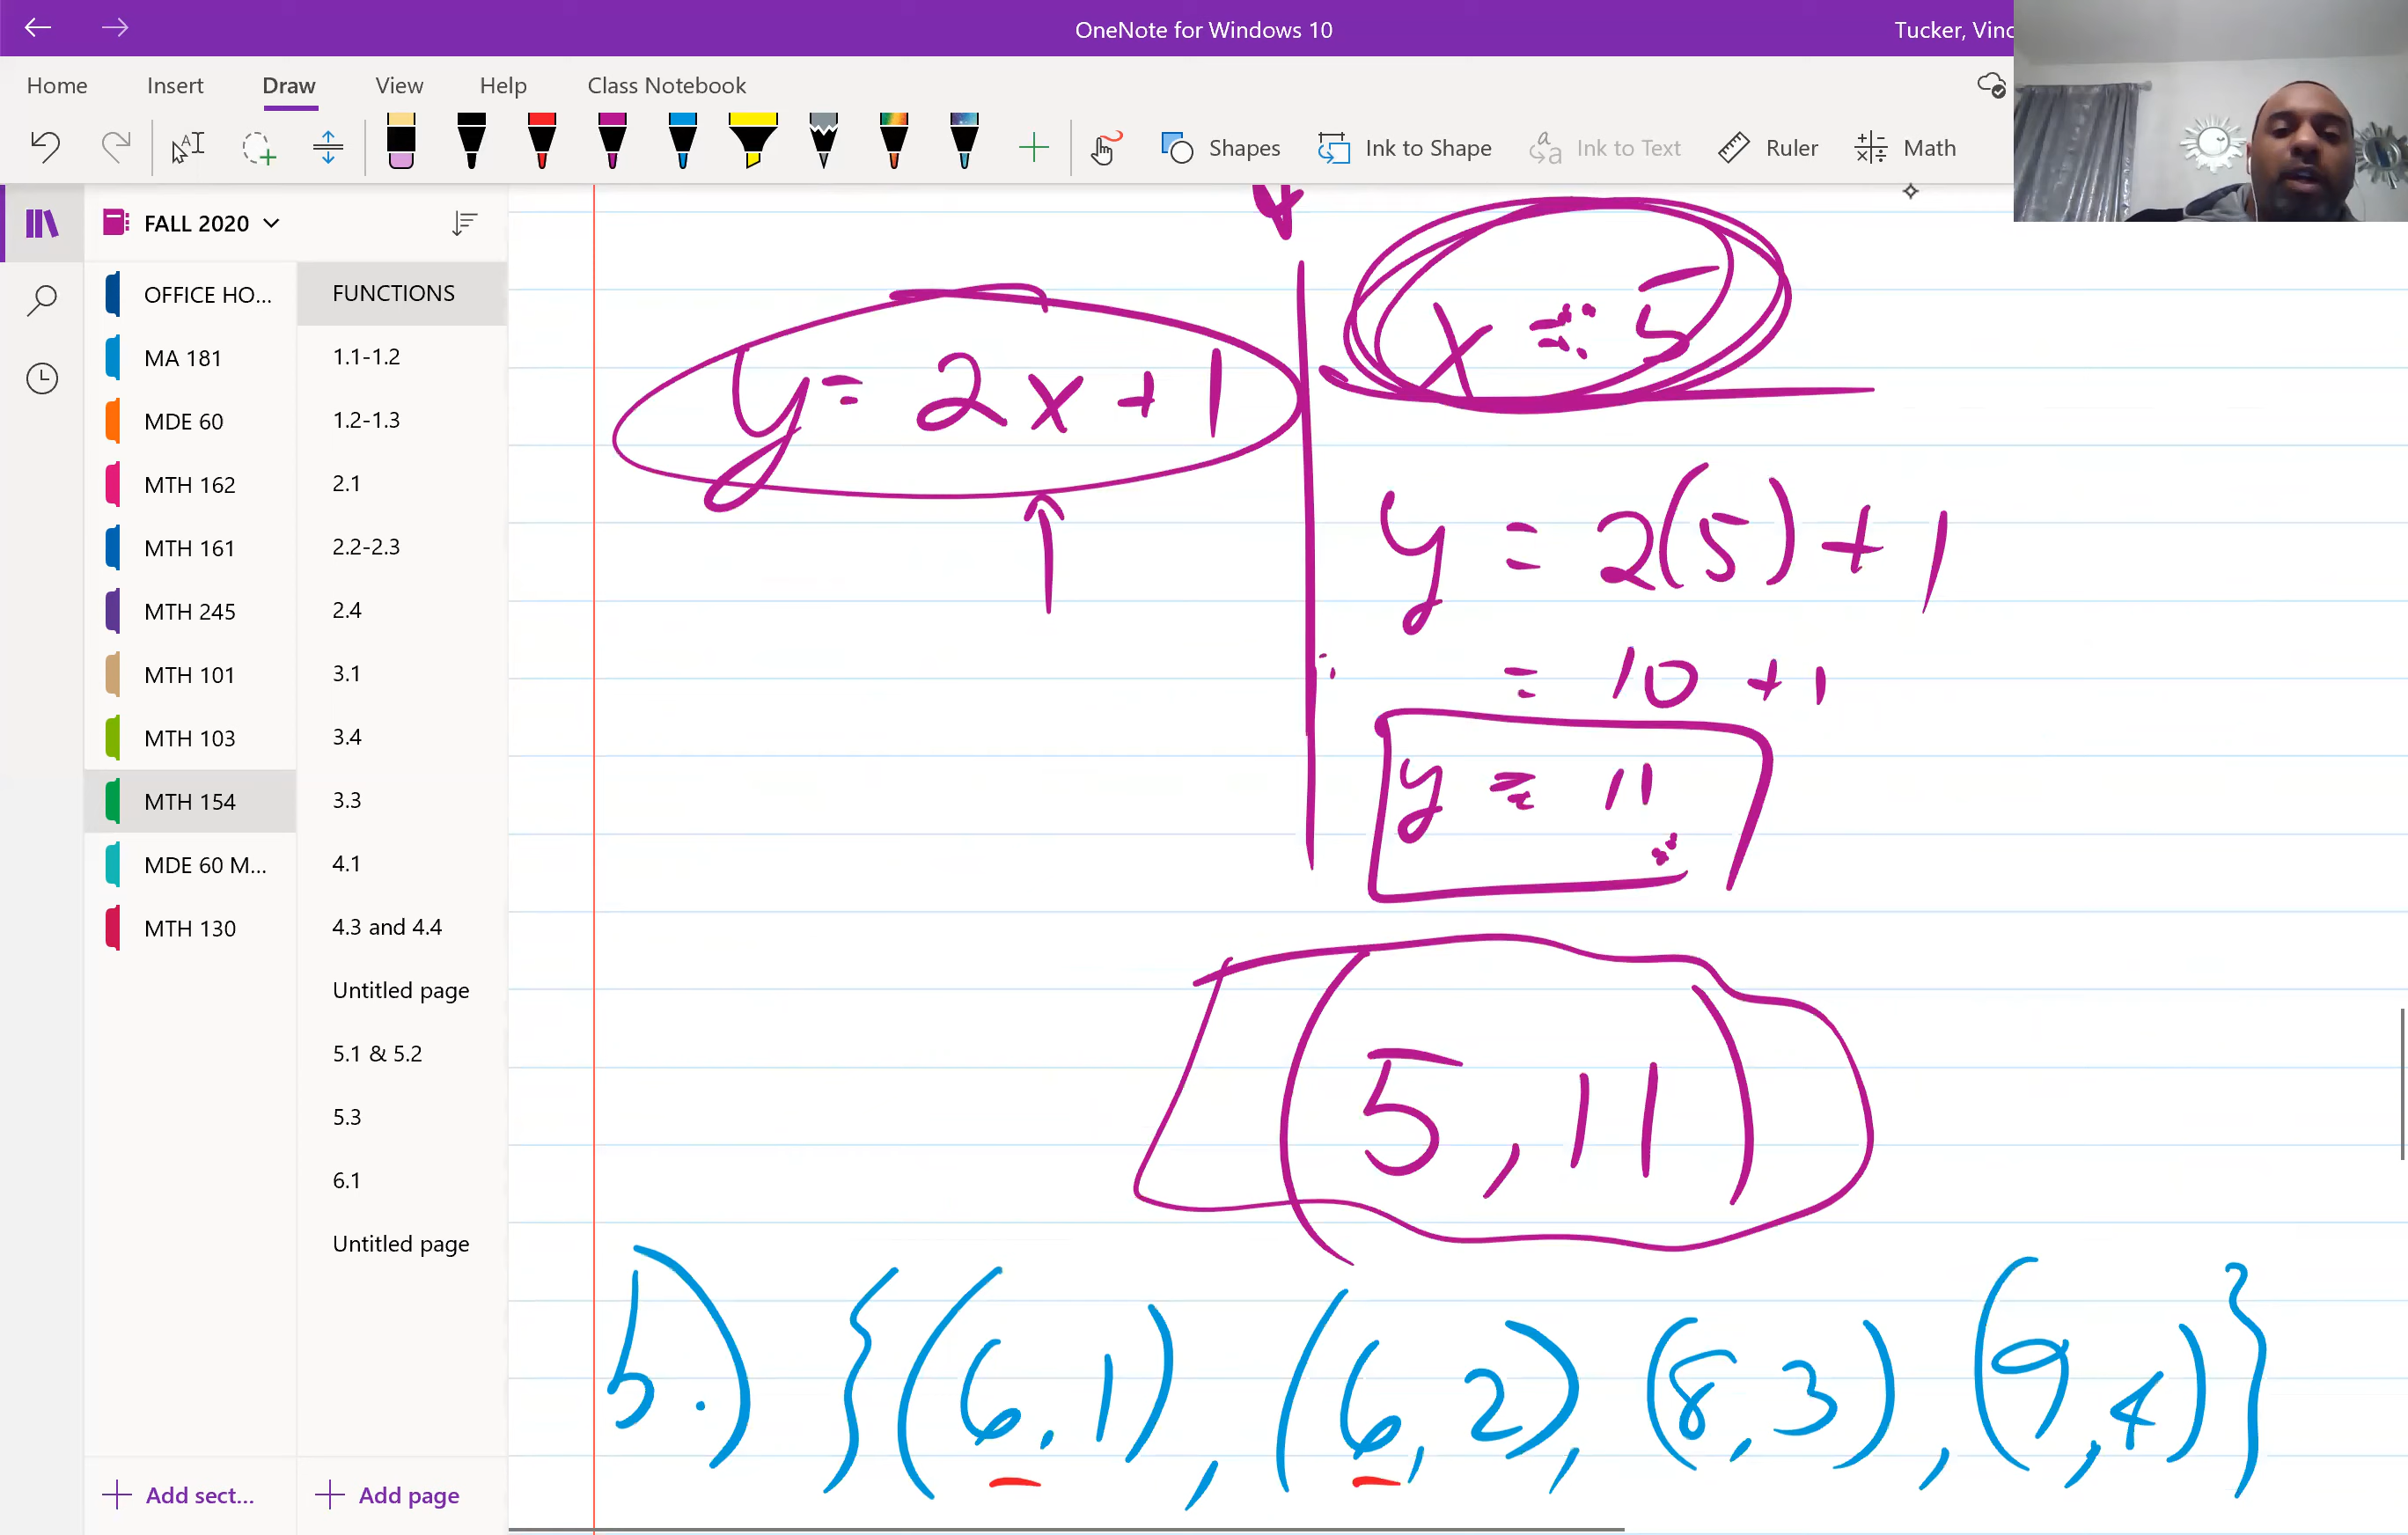 OneNote for Windows 10
Tucker, Vinc
Home Insert Draw View Help Class Notebook
Shapes Ink to Shape Ink to Text Ruler Math
FALL 2020
OFFICE HO...
MA 181
MDE 60
MTH 162
MTH 161
MTH 245
MTH 101
MTH 103
MTH 154
MDE 60 M...
MTH 130
Add sect...
FUNCTIONS
1.1-1.2
1.2-1.3
2.1
2.2-2.3
2.4
3.1
3.4
3.3
4.1
4.3 and 4.4
Untitled page
5.1 & 5.2
5.3
6.1
Untitled page
Add page
y = 2x + 1
x = 5
y = 2(5) + 1
= 10 + 1
y = 11
(5, 11)
b.) {(6, 1), (6, 2), (8, 3), (9, 4)}